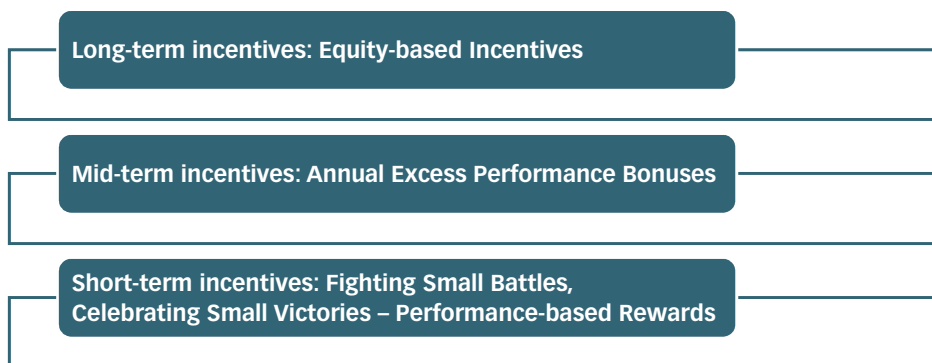 Long-term incentives: Equity-based Incentives
Mid-term incentives: Annual Excess Performance Bonuses
Short-term incentives: Fighting Small Battles,
Celebrating Small Victories – Performance-based Rewards